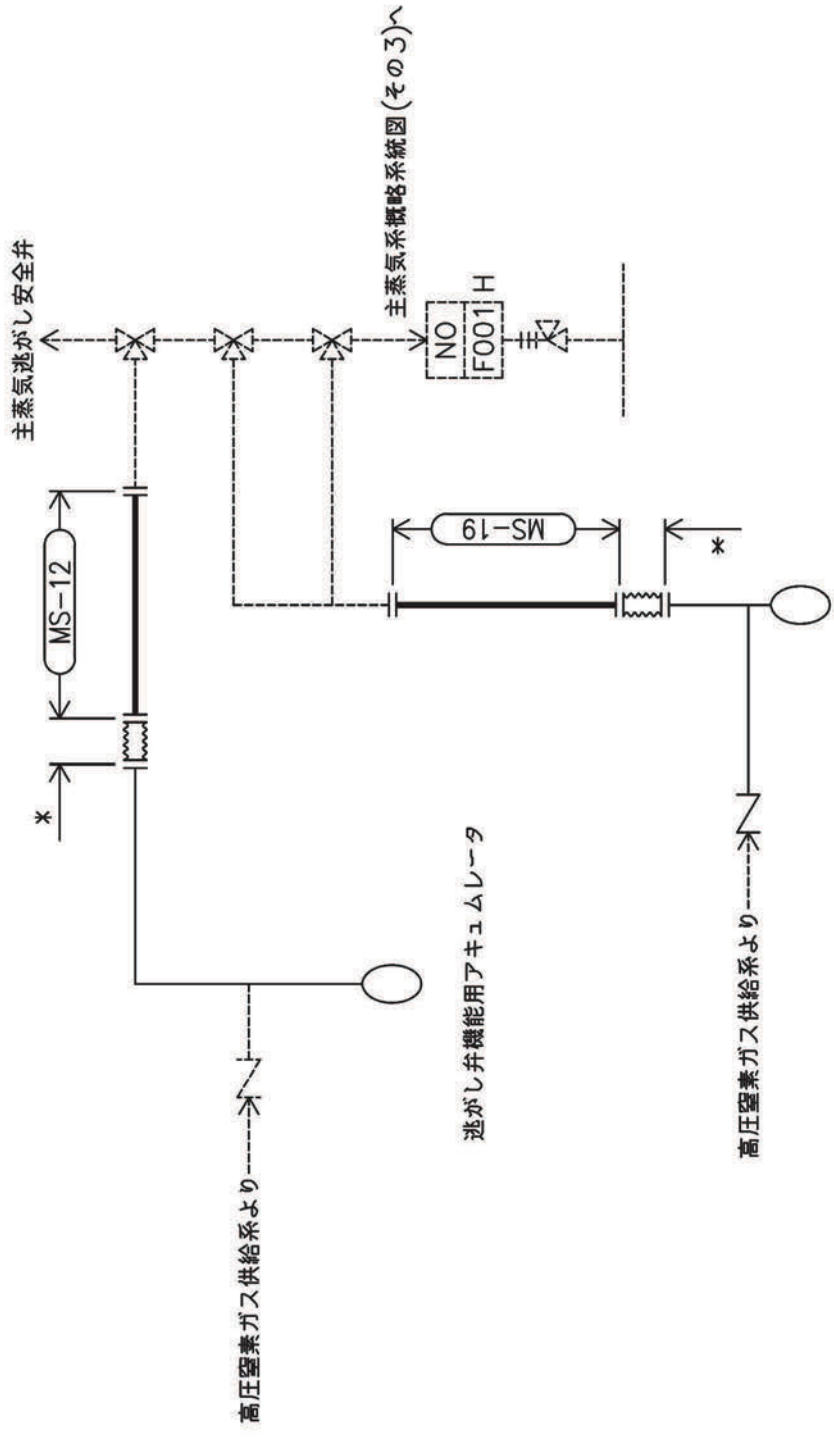 主蒸気逃がし安全弁
MS-12
*
主蒸気系概略系統図(その3)へ
NO
F001
H
MS-19
*
高圧窒素ガス供給系より
逃がし弁機能用アキュムレータ
高圧窒素ガス供給系より